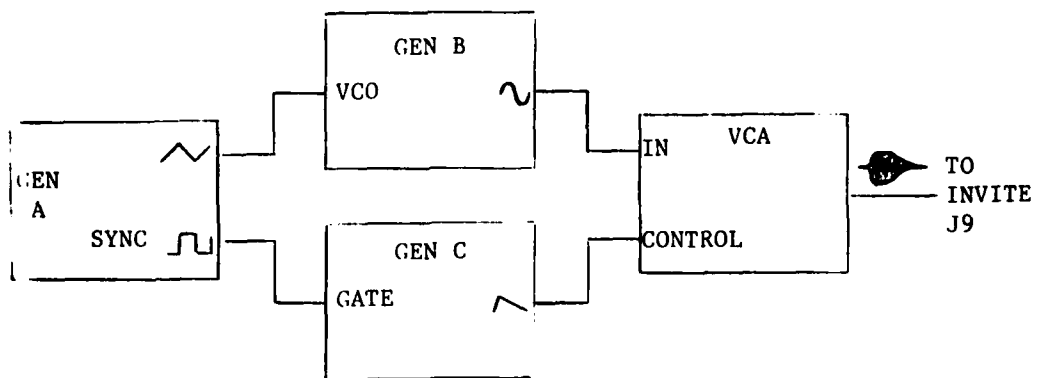 GEN B
VCO
GEN
A
SYNC
VCA
IN
CONTROL
TO
INVITE
J9
GEN C
GATE